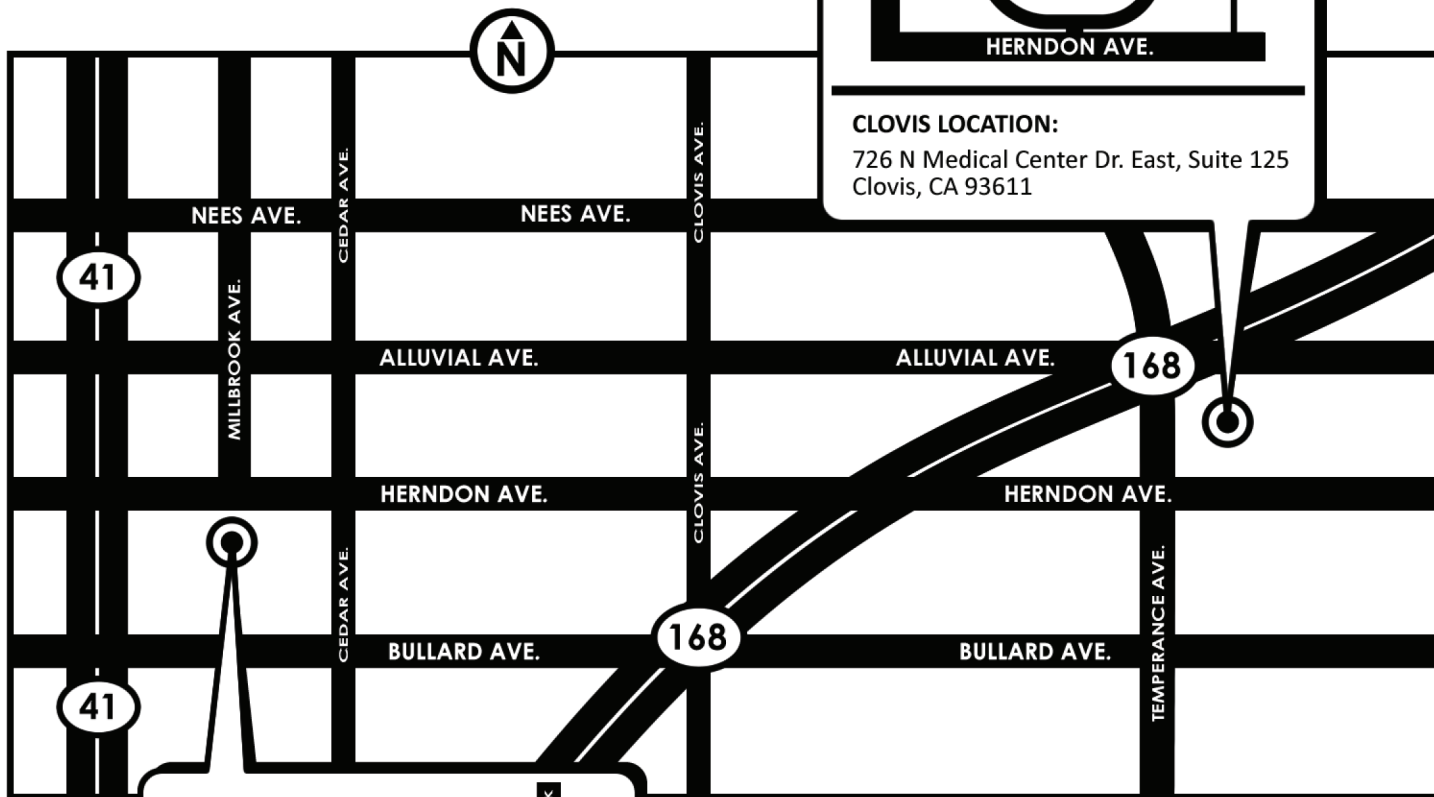 HERNDON AVE.
N
CLOVIS LOCATION:
726 N Medical Center Dr. East, Suite 125
Clovis, CA 93611
CEDAR AVE.
CLOVIS AVE.
NEES AVE.
NEES AVE.
41
MILLBROOK AVE.
ALLUVIAL AVE.
ALLUVIAL AVE.
168
CLOVIS AVE.
HERNDON AVE.
HERNDON AVE.
CEDAR AVE.
TEMPERANCE AVE.
168
BULLARD AVE.
BULLARD AVE.
41